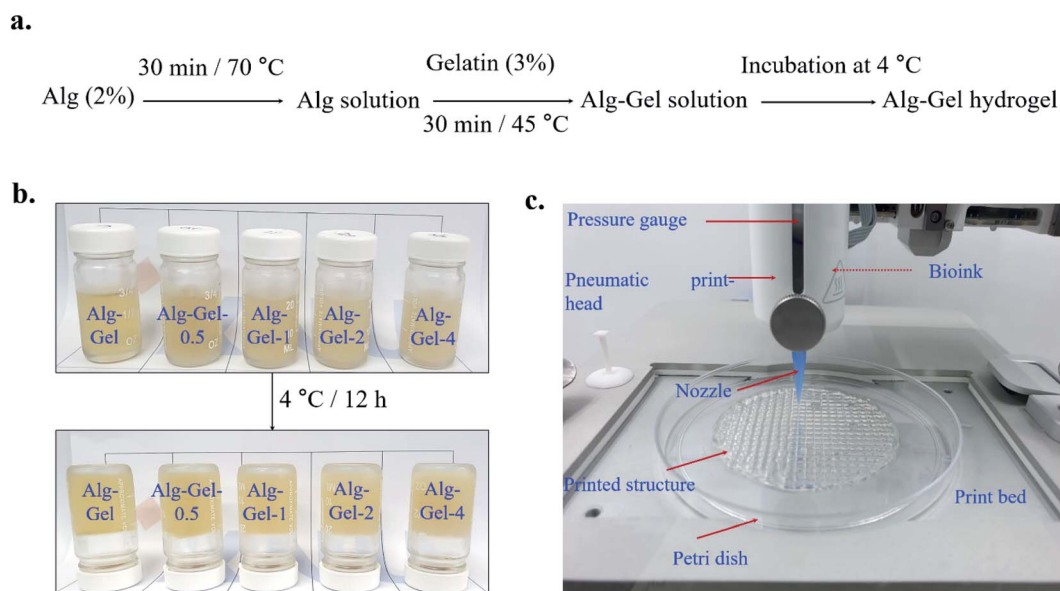 a.
30 min / 70 °C
Gelatin (3%)
Incubation at 4 °C
Alg (2%)
Alg solution
Alg-Gel solution
Alg-Gel hydrogel
30 min / 45 °C
b.
Alg-
Gel
Alg-Gel-
0.5
Alg-
Gel-1
Alg-
Gel-2
Alg-
Gel-4
4 °C / 12 h
Alg-
Gel
Alg-Gel-
0.5
Alg-
Gel-1
Alg-
Gel-2
Alg-
Gel-4
c.
Pressure gauge
Pneumatic print-
head
Bioink
Nozzle
Printed structure
Print bed
Petri dish